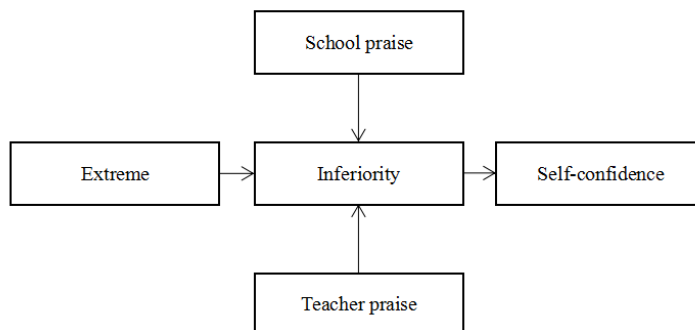 School praise
Extreme
Inferiority
Self-confidence
Teacher praise